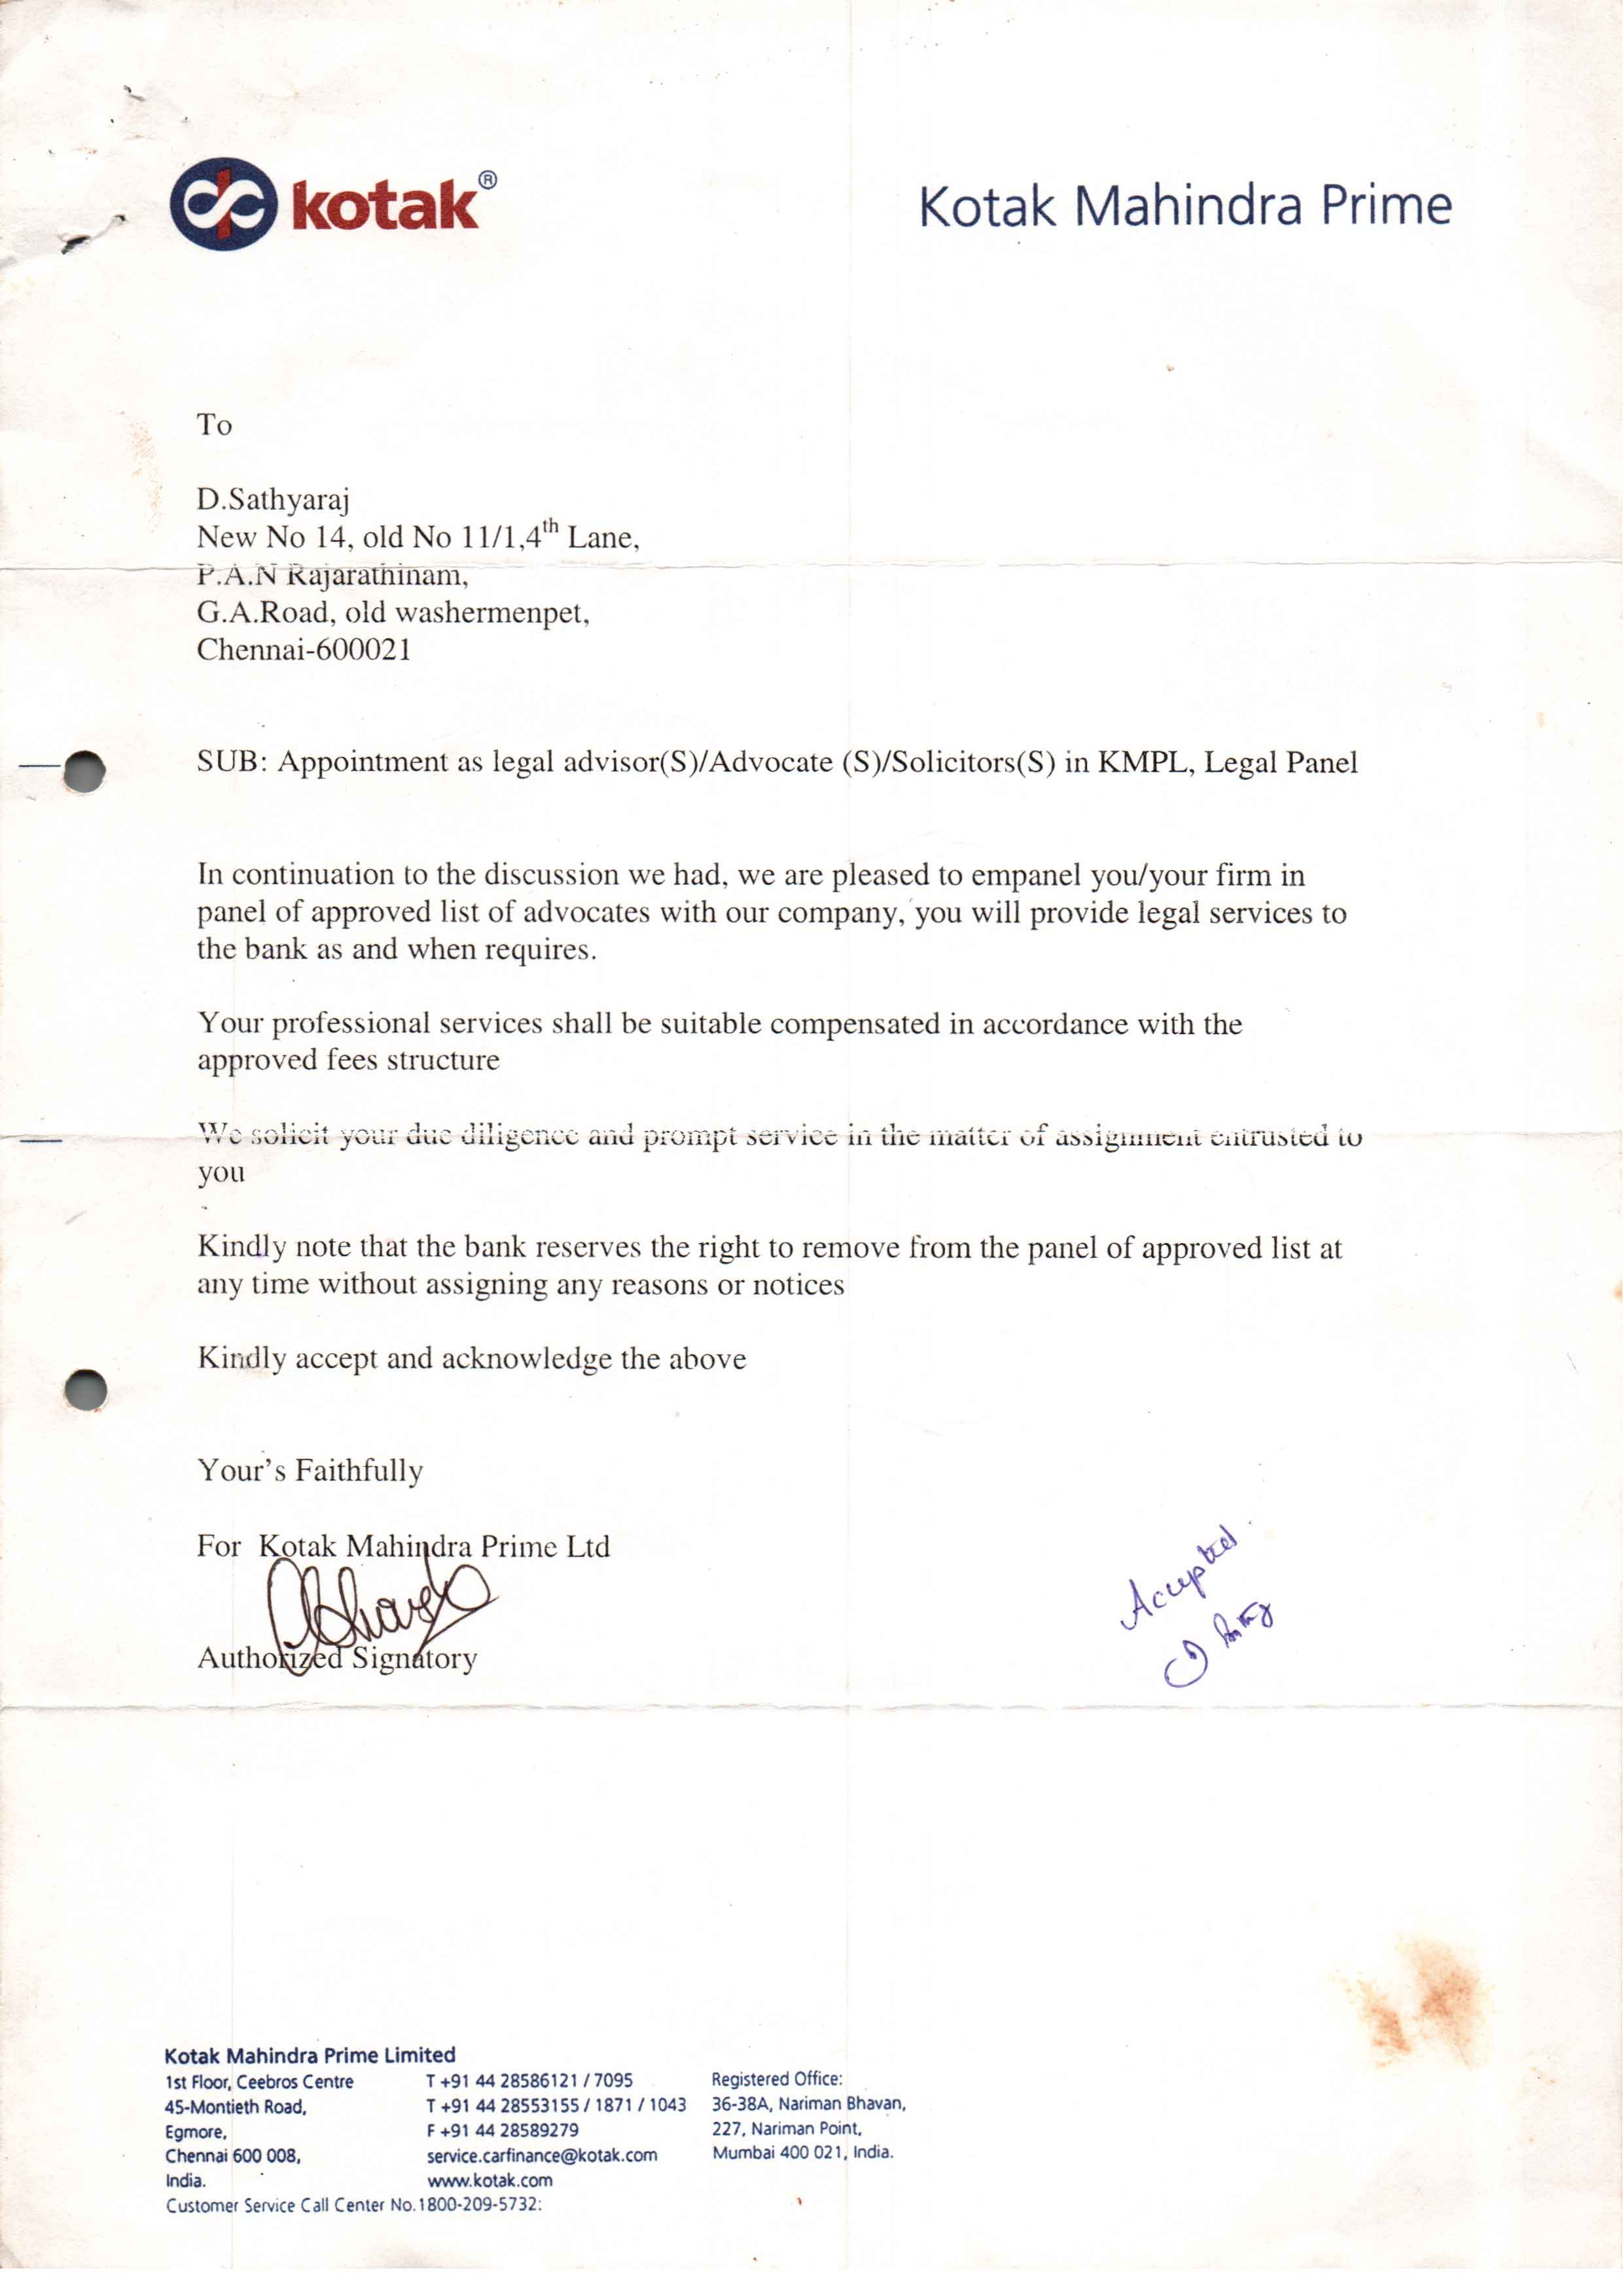 kotak®
Kotak Mahindra Prime
To
D.Sathyaraj
New No 14, old No 11/1,4th Lane,
P.A.N Rajarathinam,
G.A.Road, old washermenpet,
Chennai-600021
SUB: Appointment as legal advisor(S)/Advocate (S)/Solicitors(S) in KMPL, Legal Panel
In continuation to the discussion we had, we are pleased to empanel you/your firm in
panel of approved list of advocates with our company, you will provide legal services to
the bank as and when requires.
Your professional services shall be suitable compensated in accordance with the
approved fees structure
We solicit your due diligence and prompt service in the matter of assignment entrusted to
you
Kindly note that the bank reserves the right to remove from the panel of approved list at
any time without assigning any reasons or notices
Kindly accept and acknowledge the above
Your's Faithfully
For Kotak Mahindra Prime Ltd
Authorized Signatory
Accepted
Kotak Mahindra Prime Limited
1st Floor, Ceebros Centre
45-Montieth Road,
Egmore,
Chennai 600 008,
India.
Customer Service Call Center No.1800-209-5732:
T +91 44 28586121 / 7095
T +91 44 28553155 / 1871 / 1043
F +91 44 28589279
service.carfinance@kotak.com
www.kotak.com
Registered Office:
36-38A, Nariman Bhavan,
227, Nariman Point,
Mumbai 400 021, India.